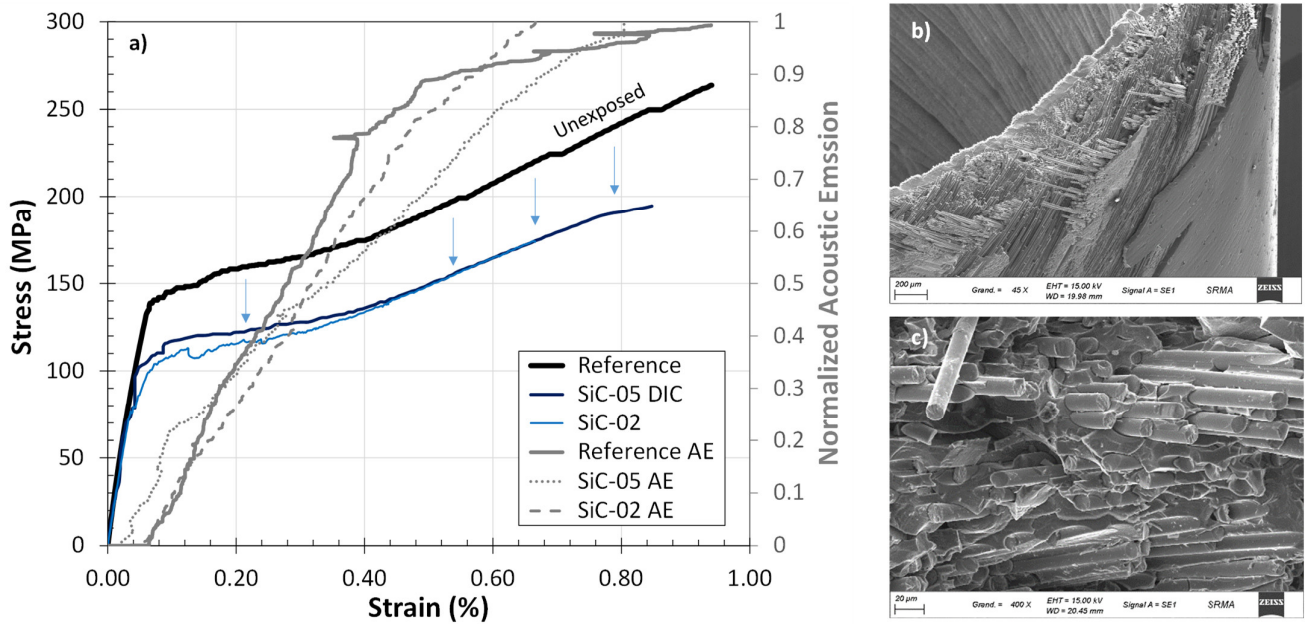 a)
300
250
200
150
100
50
0
Stress (MPa)
0.00
0.20
0.40
0.60
0.80
1.00
Strain (%)
1
0.9
0.8
0.7
0.6
0.5
0.4
0.3
0.2
0.1
0
Normalized Acoustic Emssion
Unexposed
Reference
SiC-05 DIC
SiC-02
Reference AE
SiC-05 AE
SiC-02 AE
b)
200 µm
Grand. = 45 X
EHT = 15.00 kV
WD = 19.98 mm
Signal A = SE1
SRMA
ZEISS
c)
20 µm
Grand. = 400 X
EHT = 15.00 kV
WD = 20.45 mm
Signal A = SE1
SRMA
ZEISS